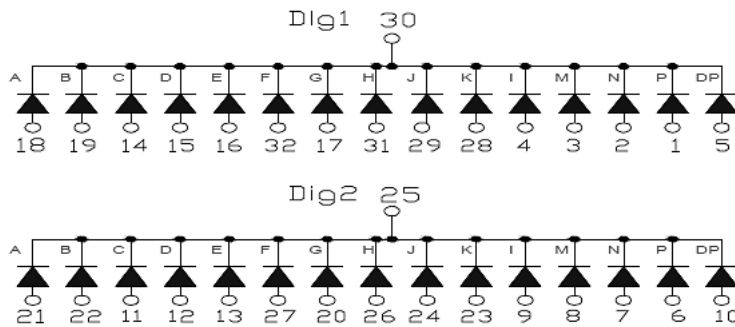 Dig1 30
A B C D E F G H J K I M N P DP
18 19 14 15 16 32 17 31 29 28 4 3 2 1 5
Dig2 25
A B C D E F G H J K I M N P DP
21 22 11 12 13 27 20 26 24 23 9 8 7 6 10